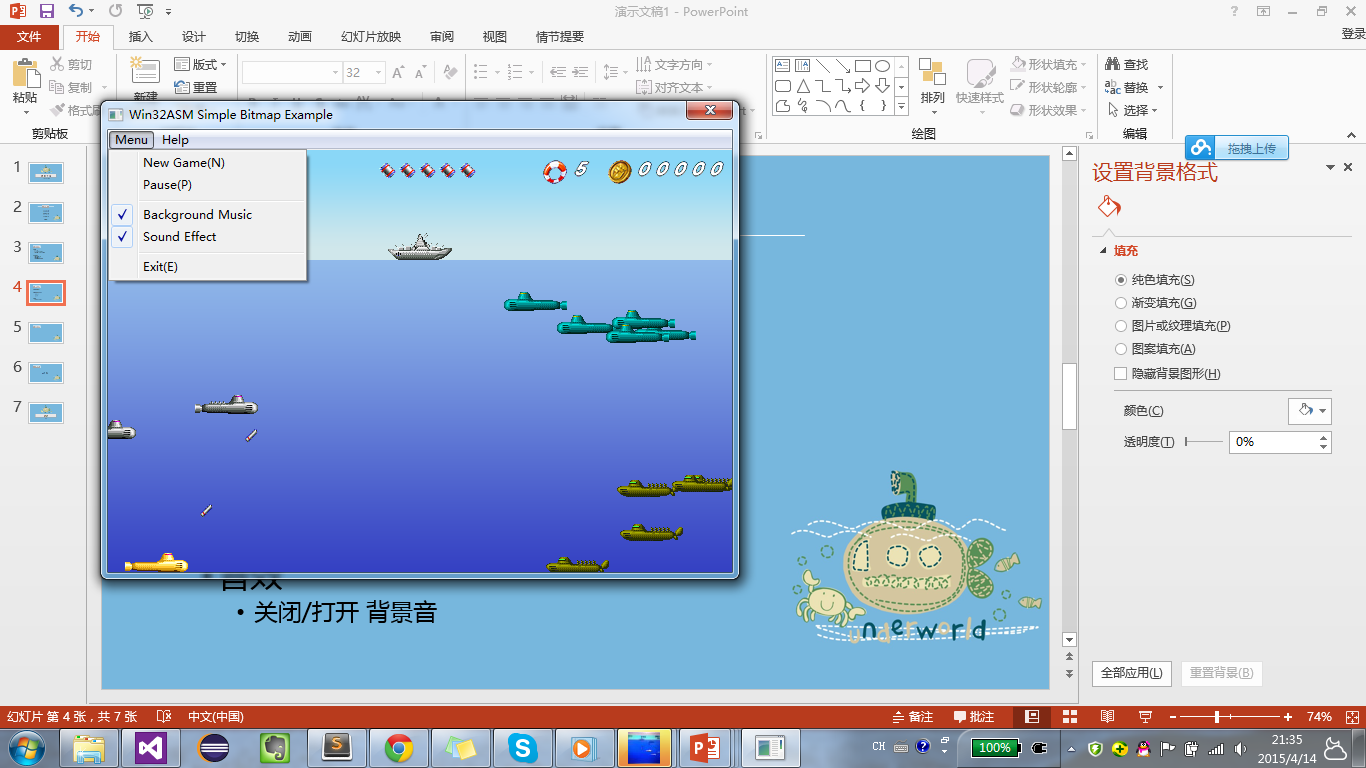 演示文稿1 - PowerPoint
文件 开始 插入 设计 切换 动画 幻灯片放映 审阅 视图 情节提要 登录
粘贴 剪切 复制 格式刷 剪贴板
新建 版式 重置
32
文字方向
对齐文本
排列 快速样式 形状填充 形状轮廓 形状效果 绘图
查找 替换 选择 编辑
Win32ASM Simple Bitmap Example
Menu Help
New Game(N)
Pause(P)
Background Music
Sound Effect
Exit(E)
5 00000
1
2
3
4
5
6
7
拖拽上传
音效
• 关闭/打开 背景音
underworld
设置背景格式
填充
纯色填充(S)
渐变填充(G)
图片或纹理填充(P)
图案填充(A)
隐藏背景图形(H)
颜色(C)
透明度(T) 0%
全部应用(L) 重置背景(B)
幻灯片 第 4 张，共 7 张 中文(中国) 备注 批注 74%
CH 100% 21:35
2015/4/14